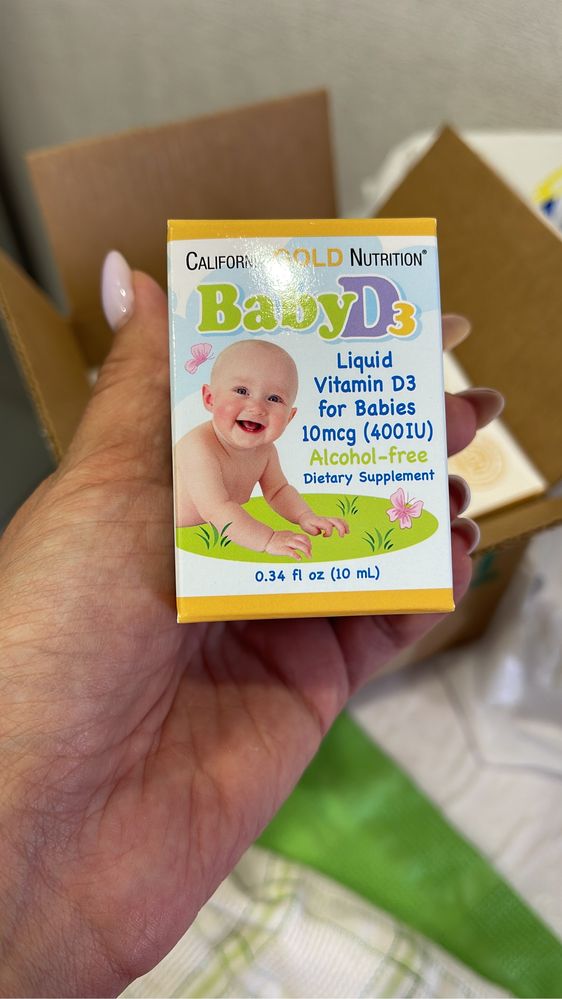 CALIFORNIA GOLD NUTRITION®
BabyD3
Liquid
Vitamin D3
for Babies
10mcg (400IU)
Alcohol-free
Dietary Supplement
0.34 fl oz (10 mL)